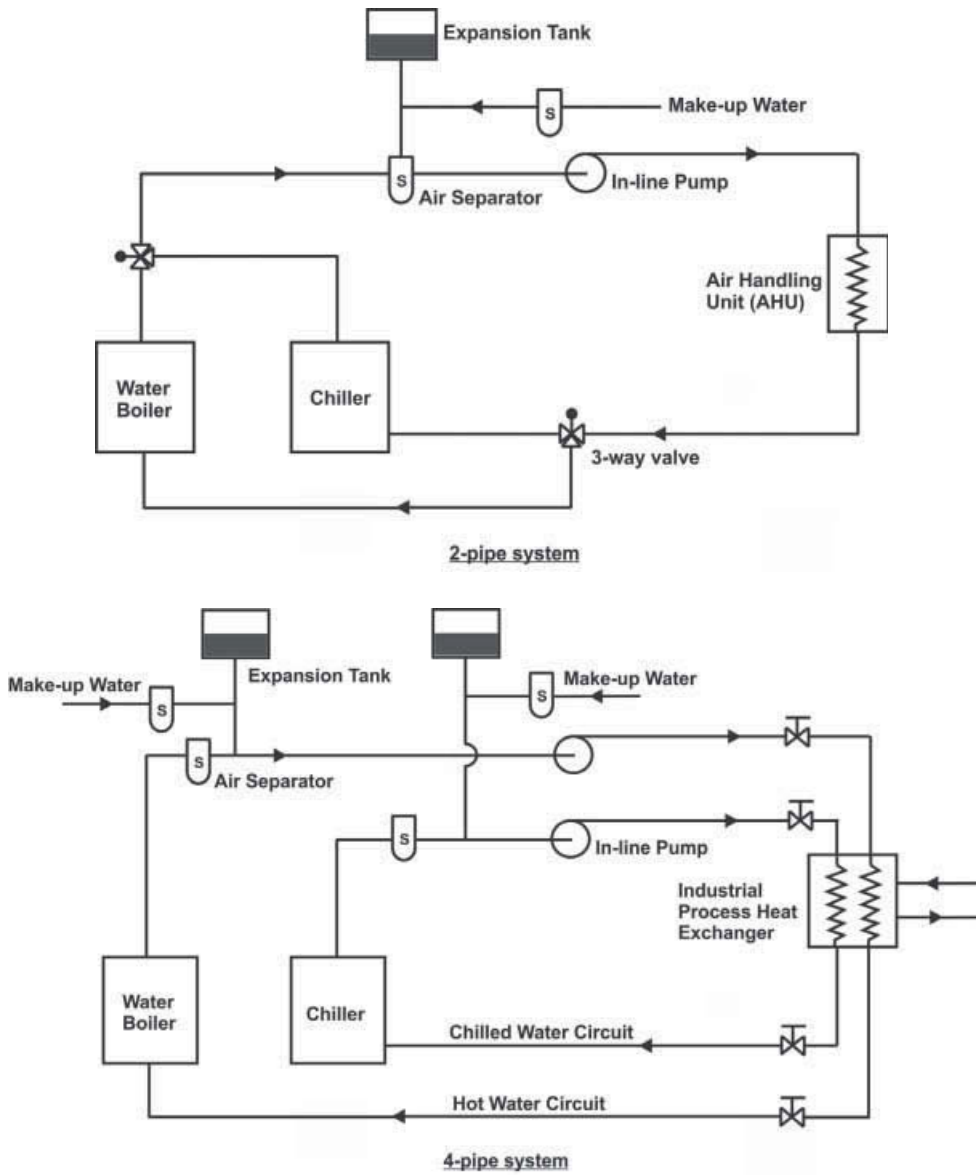 Expansion Tank
S
Make-up Water
S
Air Separator
In-line Pump
Air Handling
Unit (AHU)
Water
Boiler
Chiller
3-way valve
2-pipe system
Expansion Tank
Make-up Water
S
S
Make-up Water
S
Air Separator
S
In-line Pump
Industrial
Process Heat
Exchanger
Water
Boiler
Chiller
Chilled Water Circuit
Hot Water Circuit
4-pipe system